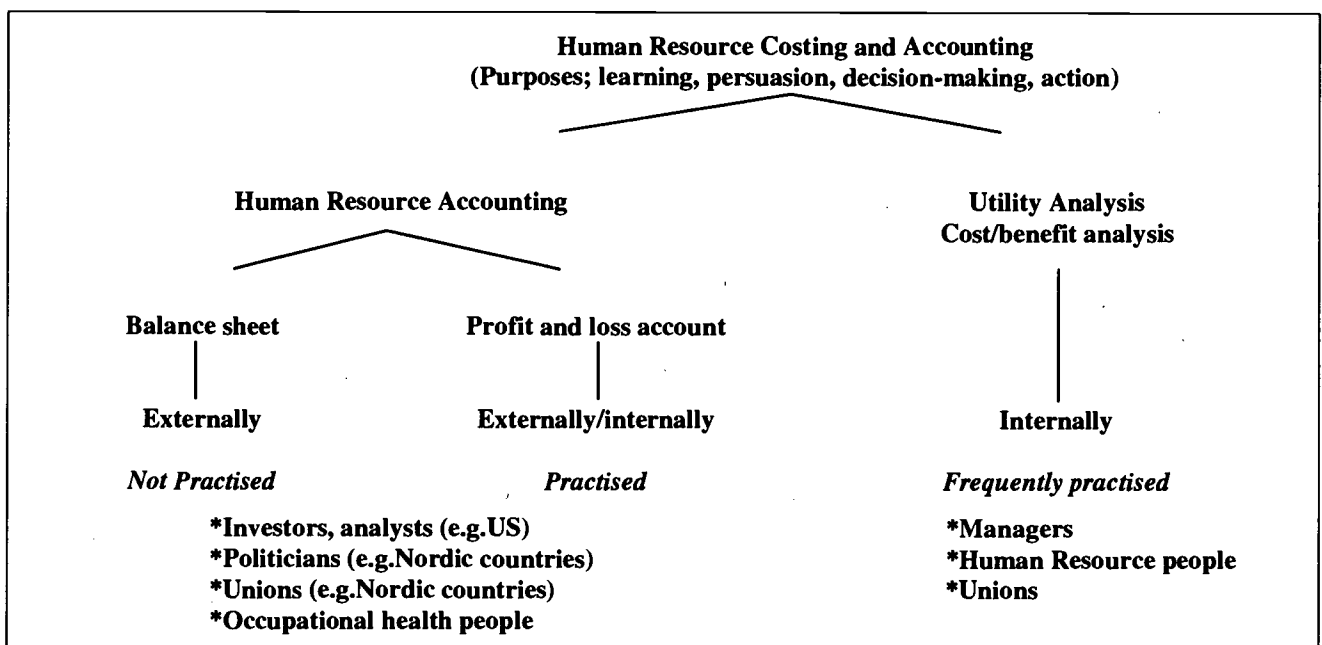 Human Resource Costing and Accounting
(Purposes; learning, persuasion, decision-making, action)
Human Resource Accounting
Utility Analysis
Cost/benefit analysis
Balance sheet
Profit and loss account
Externally
Externally/internally
Internally
Not Practised
Practised
Frequently practised
*Investors, analysts (e.g.US)
*Politicians (e.g.Nordic countries)
*Unions (e.g.Nordic countries)
*Occupational health people
*Managers
*Human Resource people
*Unions